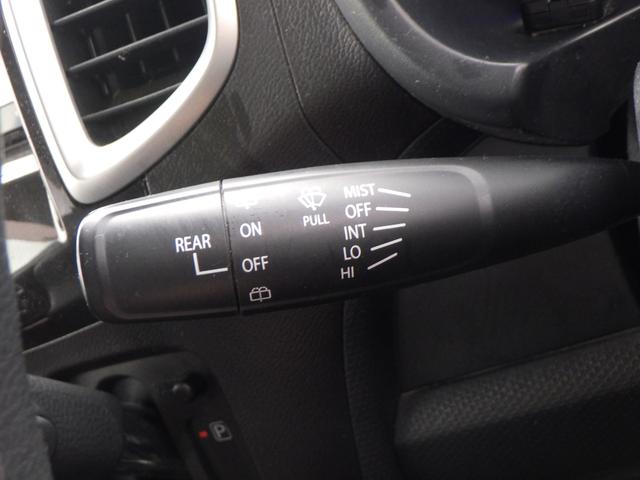 REAR
ON
OFF
PULL
MIST
OFF
INT
LO
HI
P